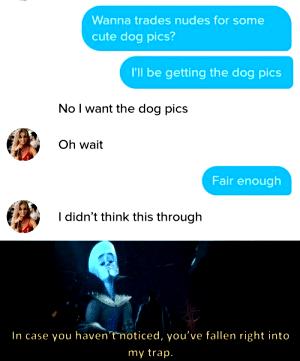 Wanna trades nudes for some
cute dog pics?
I'll be getting the dog pics
No I want the dog pics
Oh wait
Fair enough
I didn't think this through
In case you haven't noticed, you've fallen right into
my trap.